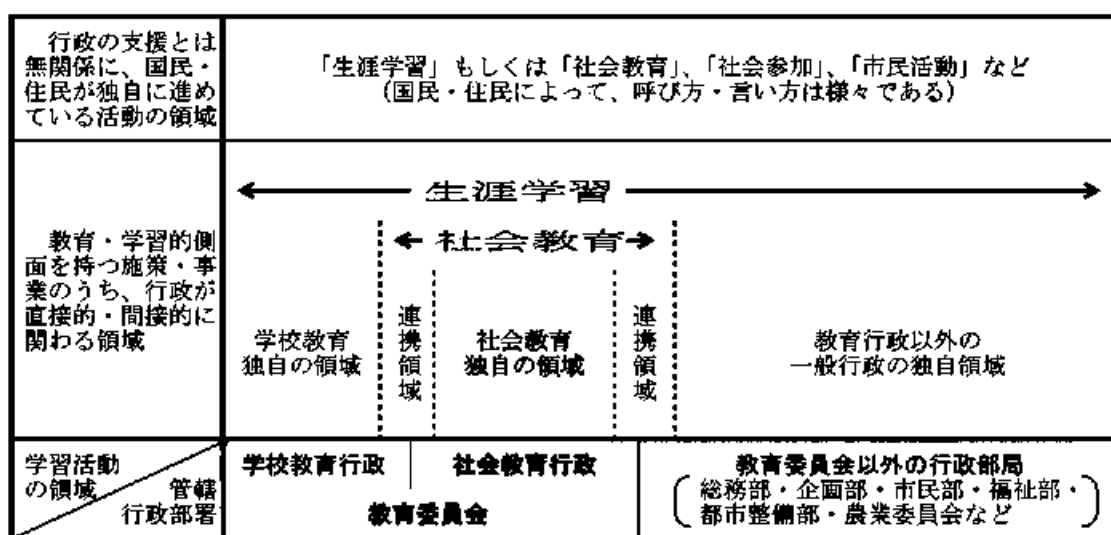 行政の支援とは
無関係に、国民・
住民が独自に進め
ている活動の領域
「生涯学習」もしくは「社会教育」、「社会参加」、「市民活動」など
（国民・住民によって、呼び方・言い方は様々である）
教育・学習的側
面を持つ施策・事
業のうち、行政が
直接的・間接的に
関わる領域
生涯学習
社会教育
学校教育
独自の領域
連携領域
社会教育
独自の領域
連携領域
教育行政以外の
一般行政の独自領域
学習活動
の領域
管轄
行政部署
学校教育行政
社会教育行政
教育委員会
教育委員会以外の行政部局
総務部・企画部・市民部・福祉部・
都市整備部・農業委員会など